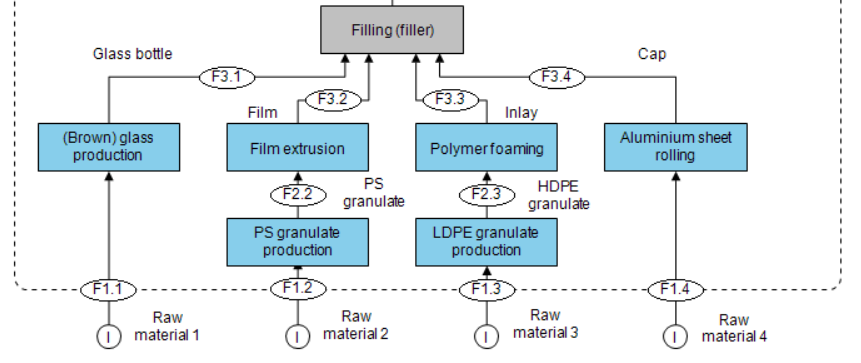 Filling (filler)
Glass bottle
Cap
F3.1
F3.4
F3.2
F3.3
Film
Inlay
(Brown) glass
production
Film extrusion
Polymer foaming
Aluminium sheet
rolling
F2.2
PS
granulate
F2.3
HDPE
granulate
PS granulate
production
LDPE granulate
production
F1.1
F1.2
F1.3
F1.4
I
Raw
material 1
I
Raw
material 2
I
Raw
material 3
I
Raw
material 4